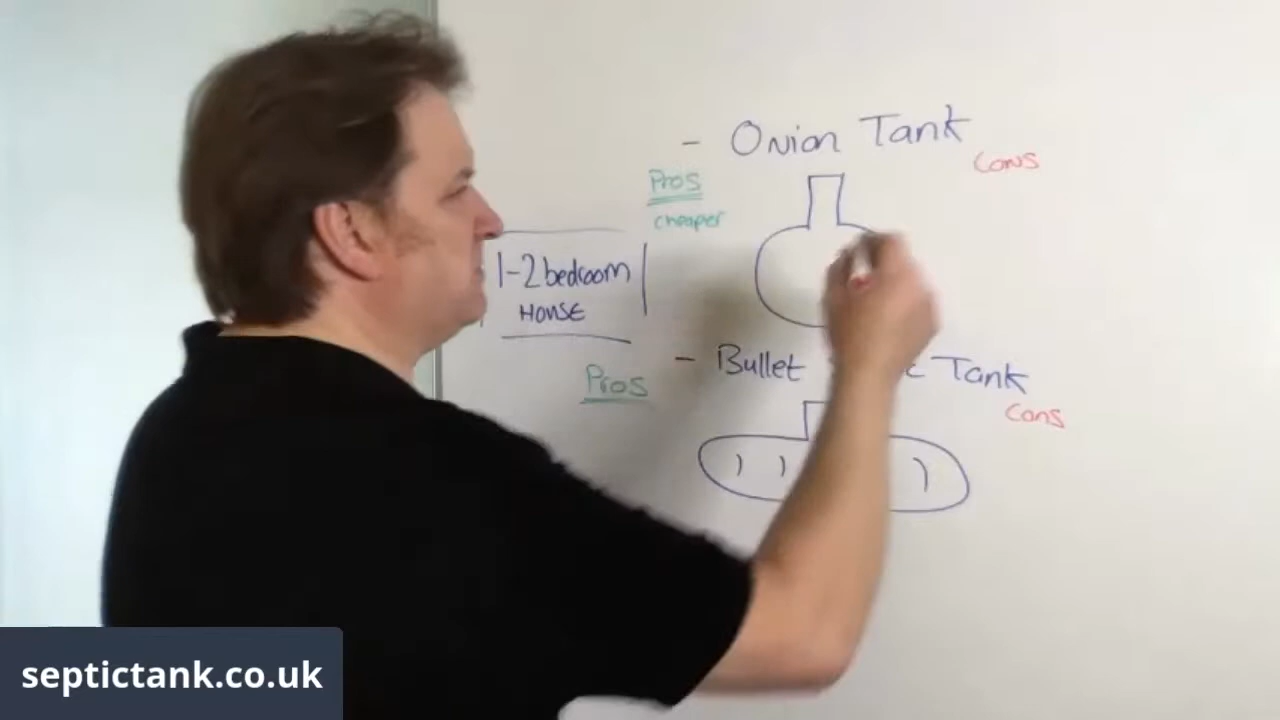 - Onion Tank
Cons
Pros
cheaper
1-2 bedroom
HOUSE
- Bullet Tank
Pros
Cons
septictank.co.uk